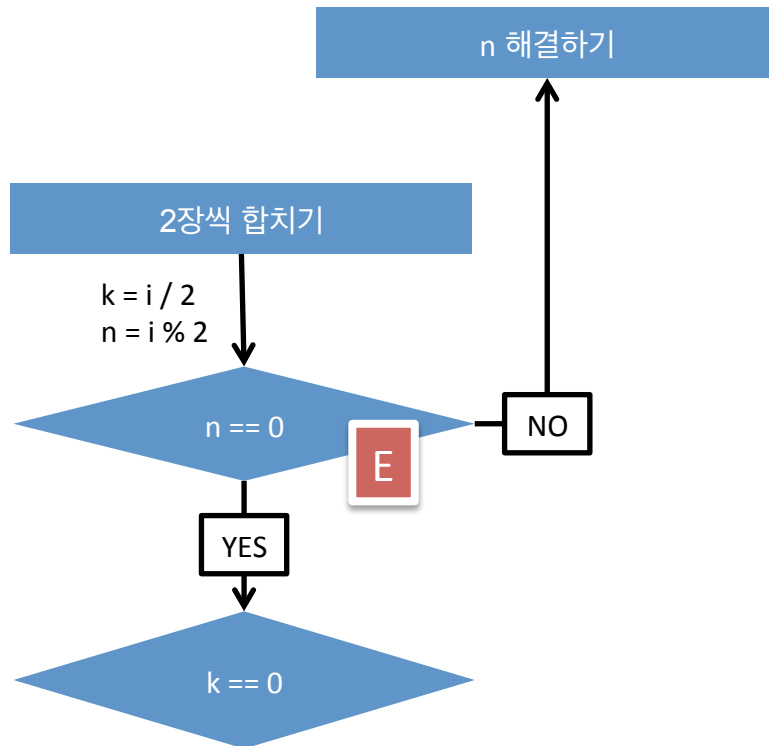 n 해결하기
2장씩 합치기
k = i / 2
n = i % 2
n == 0
E
NO
YES
k == 0